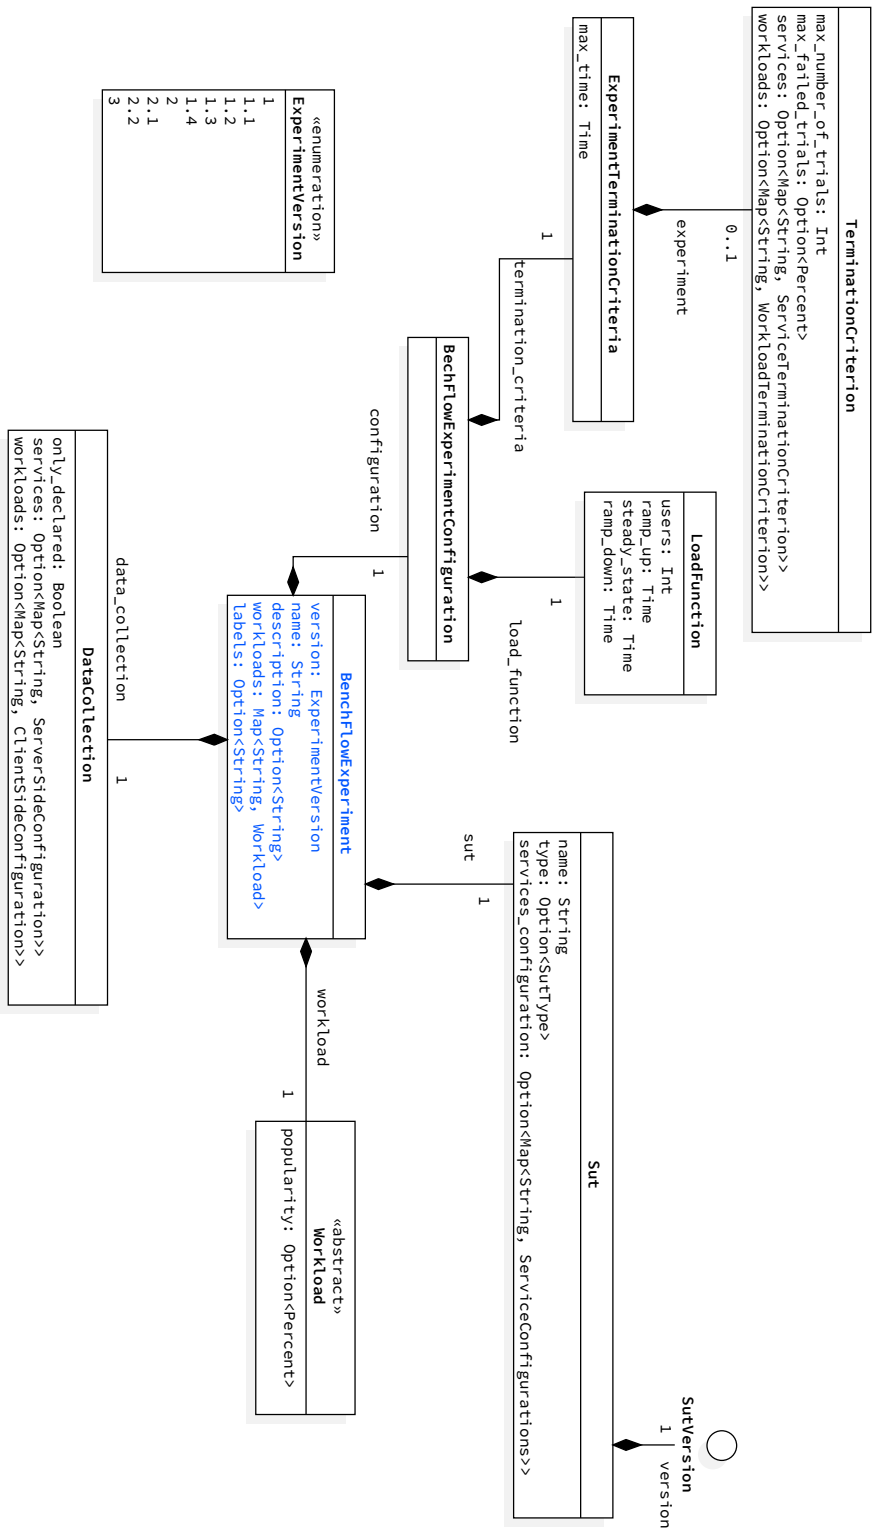 TerminationCriterion
max_number_of_trials: Int
max_failed_trials: Option<Percent>
services: Option<Map<String, ServiceTerminationCriterion>>
workloads: Option<Map<String, WorkloadTerminationCriterion>>
0..1
experiment
ExperimentTerminationCriteria
max_time: Time
1
termination_criteria
LoadFunction
users: Int
ramp_up: Time
steady_state: Time
ramp_down: Time
1
load_function
BechFlowExperimentConfiguration
configuration
1
SutVersion
1
version
Sut
name: String
type: Option<SutType>
services_configuration: Option<Map<String, ServiceConfigurations>>
sut
1
«enumeration»
ExperimentVersion
1
1.1
1.2
1.3
1.4
2
2.1
2.2
3
BenchFlowExperiment
version: ExperimentVersion
name: String
description: Option<String>
workloads: Map<String, Workload>
labels: Option<String>
workload
1
«abstract»
Workload
popularity: Option<Percent>
data_collection
1
DataCollection
only_declared: Boolean
services: Option<Map<String, ServerSideConfiguration>>
workloads: Option<Map<String, ClientSideConfiguration>>